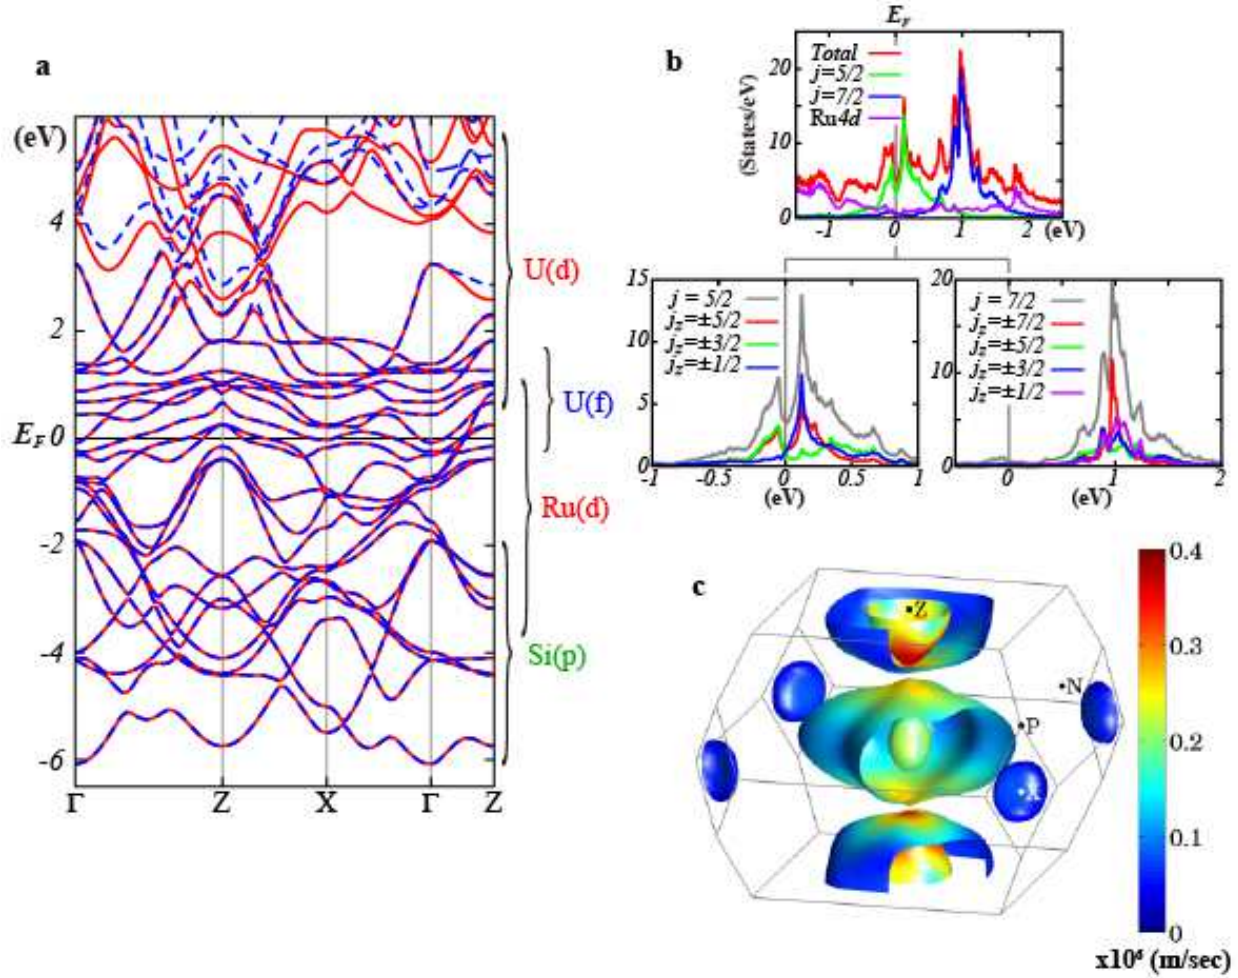 a
(eV)
4
2
E_F 0
-2
-4
-6
Γ Z X Γ Z
U(d)
U(f)
Ru(d)
Si(p)
b
E_F
(States/eV)
20
10
0
Total
j=5/2
j=7/2
Ru4d
-1 0 1 2 (eV)
15
10
5
0
j = 5/2
j_z=±5/2
j_z=±3/2
j_z=±1/2
-1 -0.5 0 0.5 1
(eV)
20
10
0
j = 7/2
j_z=±7/2
j_z=±5/2
j_z=±3/2
j_z=±1/2
0 1 2
(eV)
c
Z
N
P
X
0.4
0.3
0.2
0.1
0
x10⁶ (m/sec)